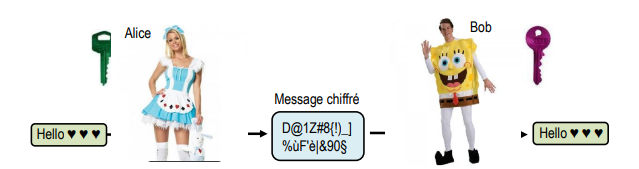 Alice
Bob
Message chiffré
Hello ♥ ♥ ♥
D@1Z#8{!)_]
%ùF'è|&90§
Hello ♥ ♥ ♥